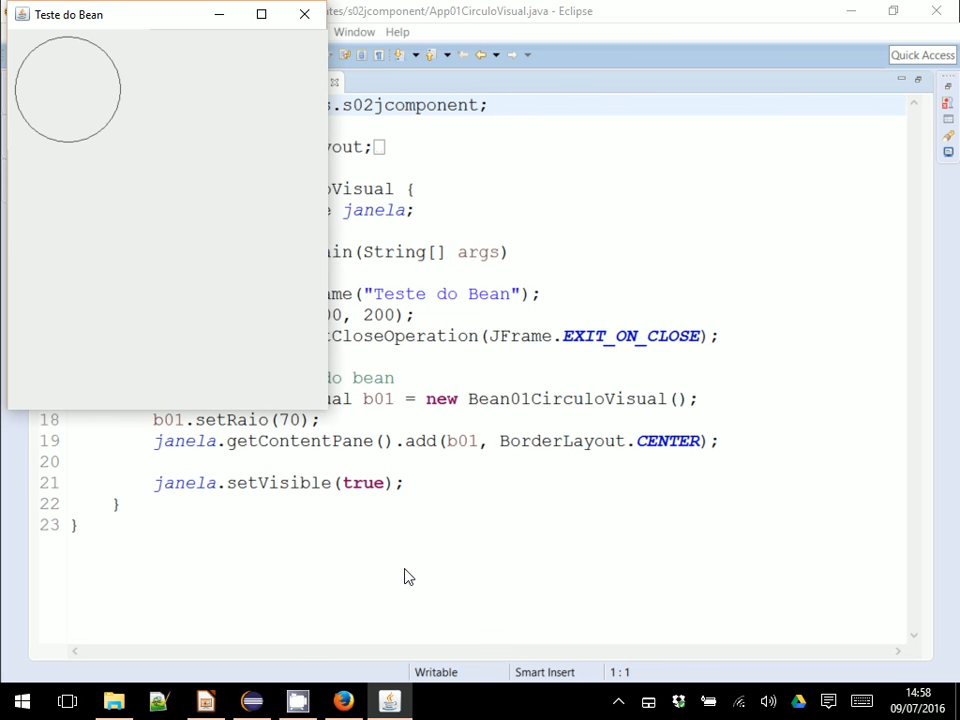 Teste do Bean
ates/s02jcomponent/App01CirculoVisual.java - Eclipse
Window Help
Quick Access
s.s02jcomponent;
yout;
oVisual {
e janela;
in(String[] args)
ame("Teste do Bean");
00, 200);
tCloseOperation(JFrame.EXIT_ON_CLOSE);
do bean
al b01 = new Bean01CirculoVisual();
18 b01.setRaio(70);
19 janela.getContentPane().add(b01, BorderLayout.CENTER);
20
21 janela.setVisible(true);
22 }
23 }
Writable Smart Insert 1 : 1
14:58
09/07/2016